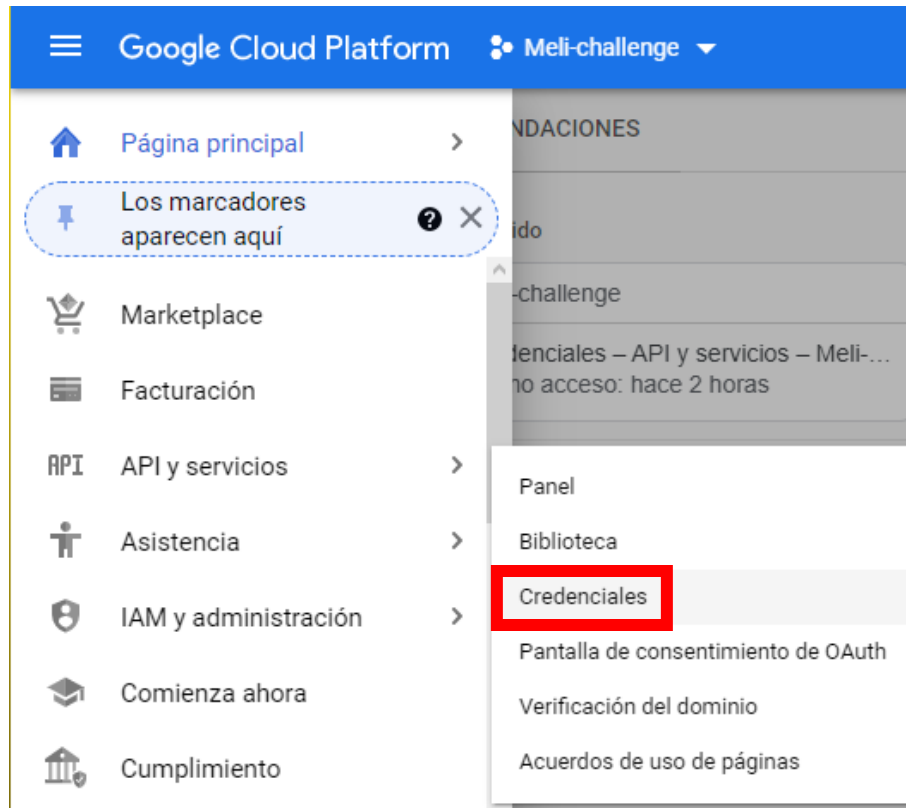 Google Cloud Platform
Meli-challenge
Página principal
Los marcadores
aparecen aquí
?
Marketplace
Facturación
API
API y servicios
Asistencia
IAM y administración
Comienza ahora
Cumplimiento
NDACIONES
ido
-challenge
denciales – API y servicios – Meli-...
no acceso: hace 2 horas
Panel
Biblioteca
Credenciales
Pantalla de consentimiento de OAuth
Verificación del dominio
Acuerdos de uso de páginas